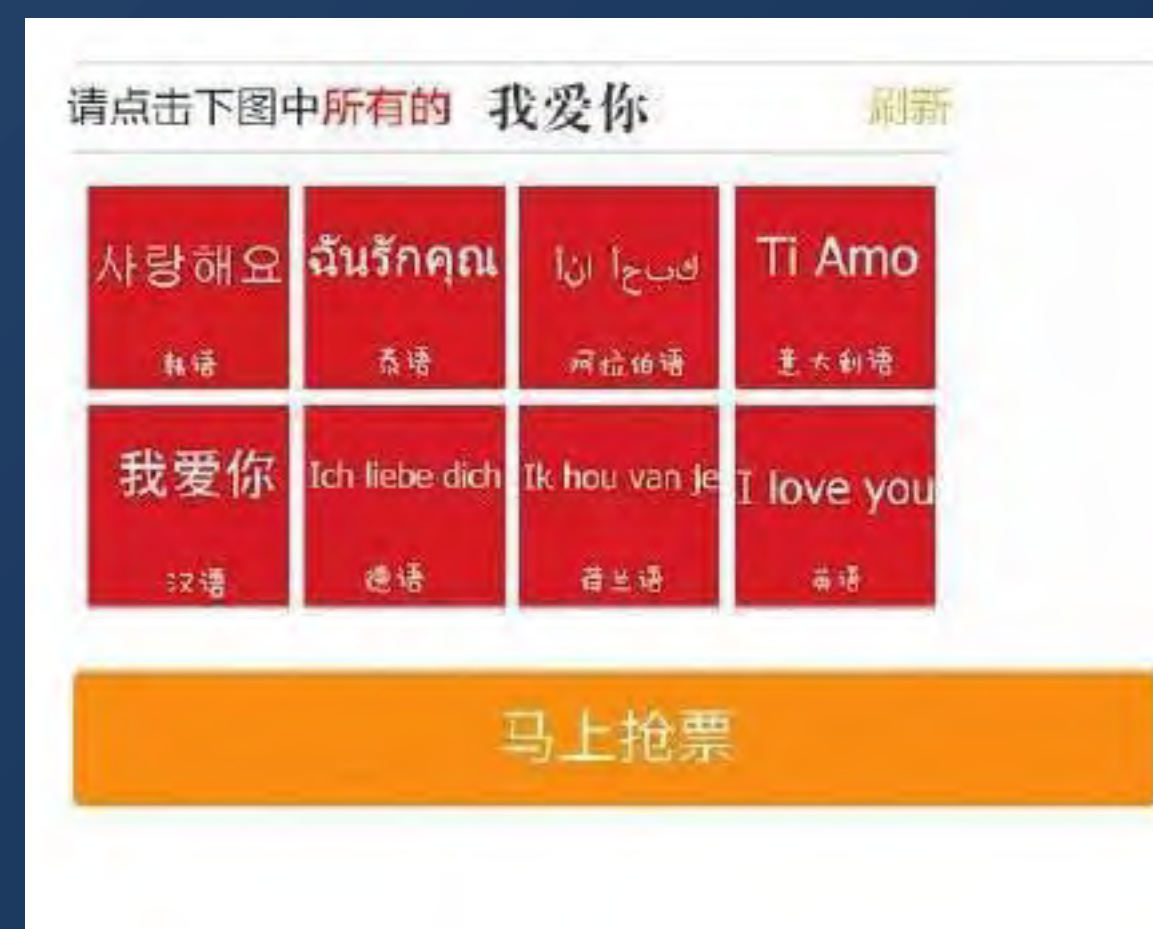 请点击下图中所有的 我爱你 刷新
사랑해요 ฉันรักคุณ كبحأ انأ Ti Amo
韩语 泰语 阿拉伯语 意大利语
我爱你 Ich liebe dich Ik hou van je I love you
汉语 德语 荷兰语 英语
马上抢票